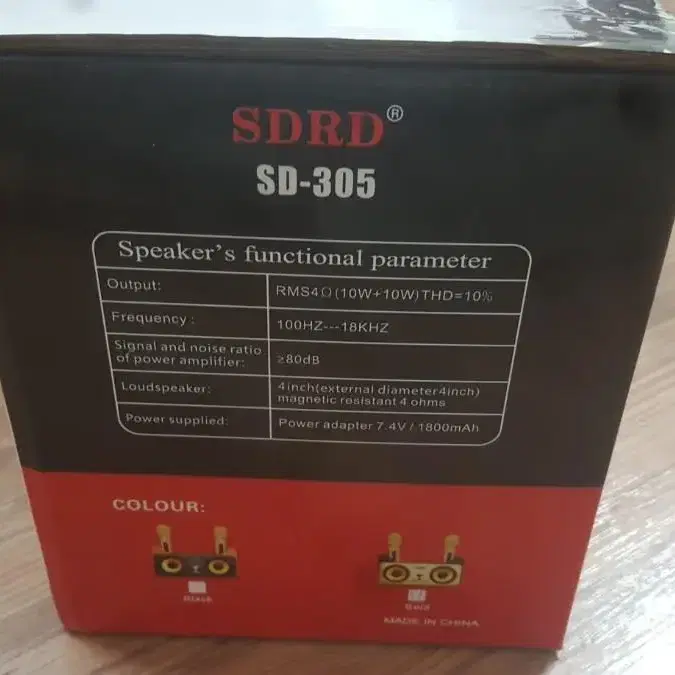 SDRD®
SD-305
Speaker's functional parameter
Output: RMS4Ω(10W+10W)THD=10%
Frequency : 100HZ---18KHZ
Signal and noise ratio
of power amplifier: ≥80dB
Loudspeaker: 4inch(external diameter4inch)
magnetic resistant 4 ohms
Power supplied: Power adapter 7.4V / 1800mAh
COLOUR:
Black
Gold
MADE IN CHINA